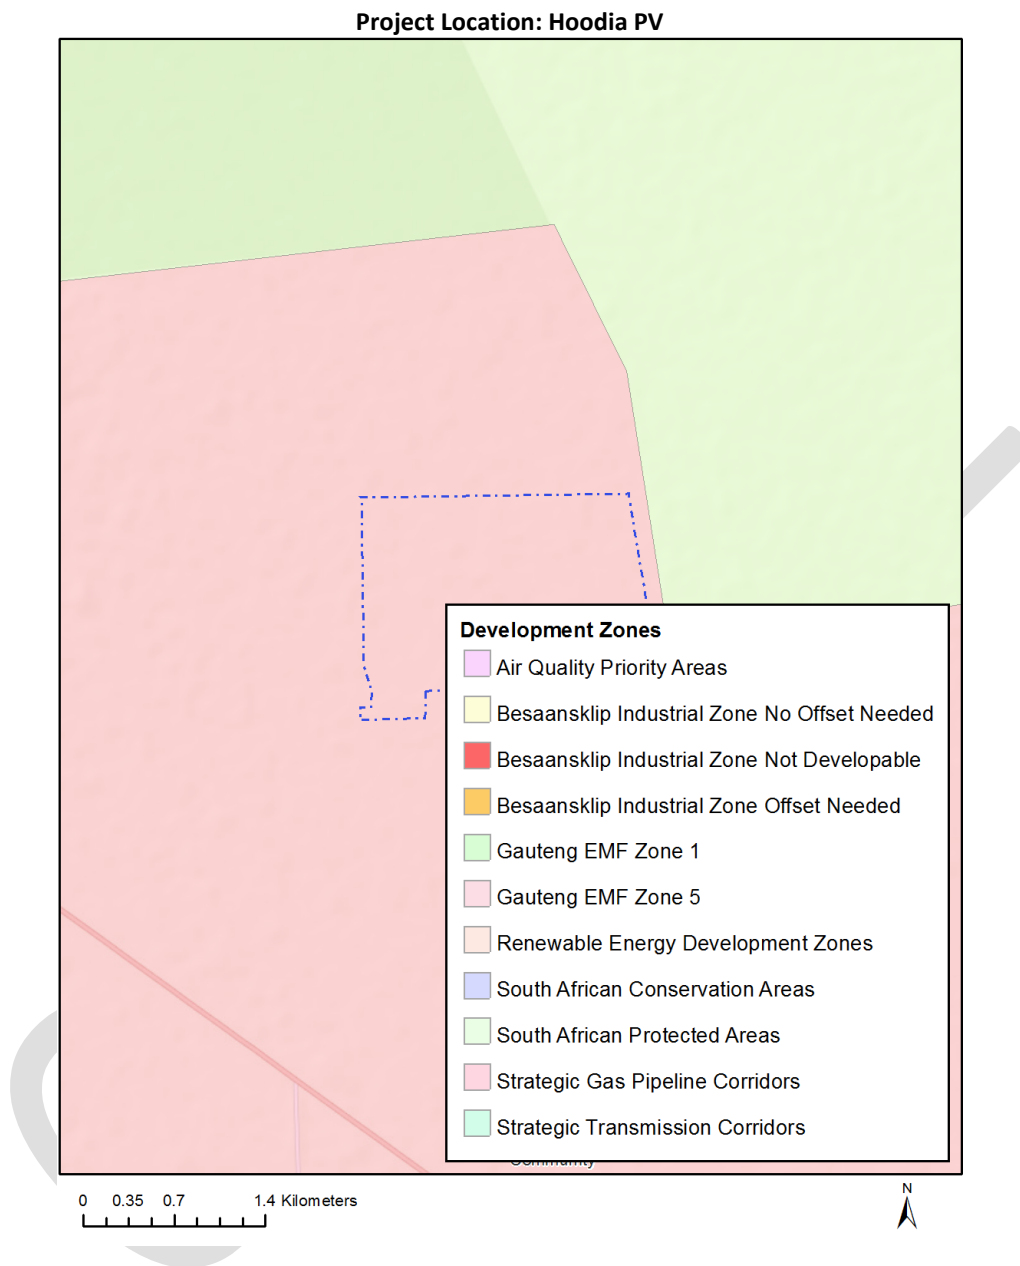 Project Location: Hoodia PV
Development Zones
Air Quality Priority Areas
Besaansklip Industrial Zone No Offset Needed
Besaansklip Industrial Zone Not Developable
Besaansklip Industrial Zone Offset Needed
Gauteng EMF Zone 1
Gauteng EMF Zone 5
Renewable Energy Development Zones
South African Conservation Areas
South African Protected Areas
Strategic Gas Pipeline Corridors
Strategic Transmission Corridors
Community
0 0.35 0.7 1.4 Kilometers
N